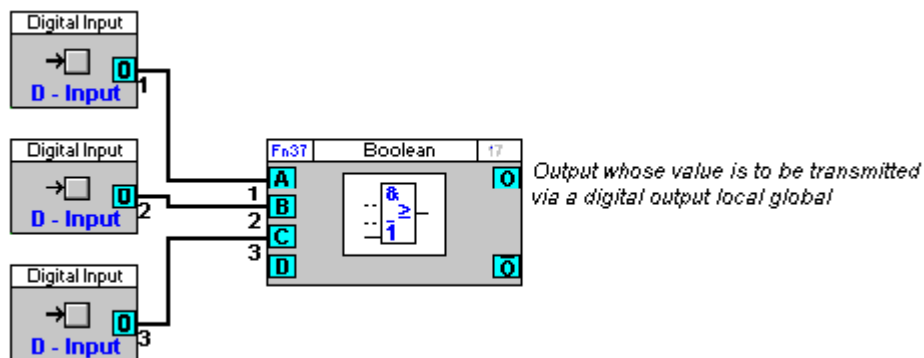 Digital Input
0
D - Input
1
Digital Input
0
D - Input
2
Digital Input
0
D - Input
3
Fn37 Boolean 17
A
1
B
2
C
3
D
&
≥
1
O
O̅
Output whose value is to be transmitted
via a digital output local global